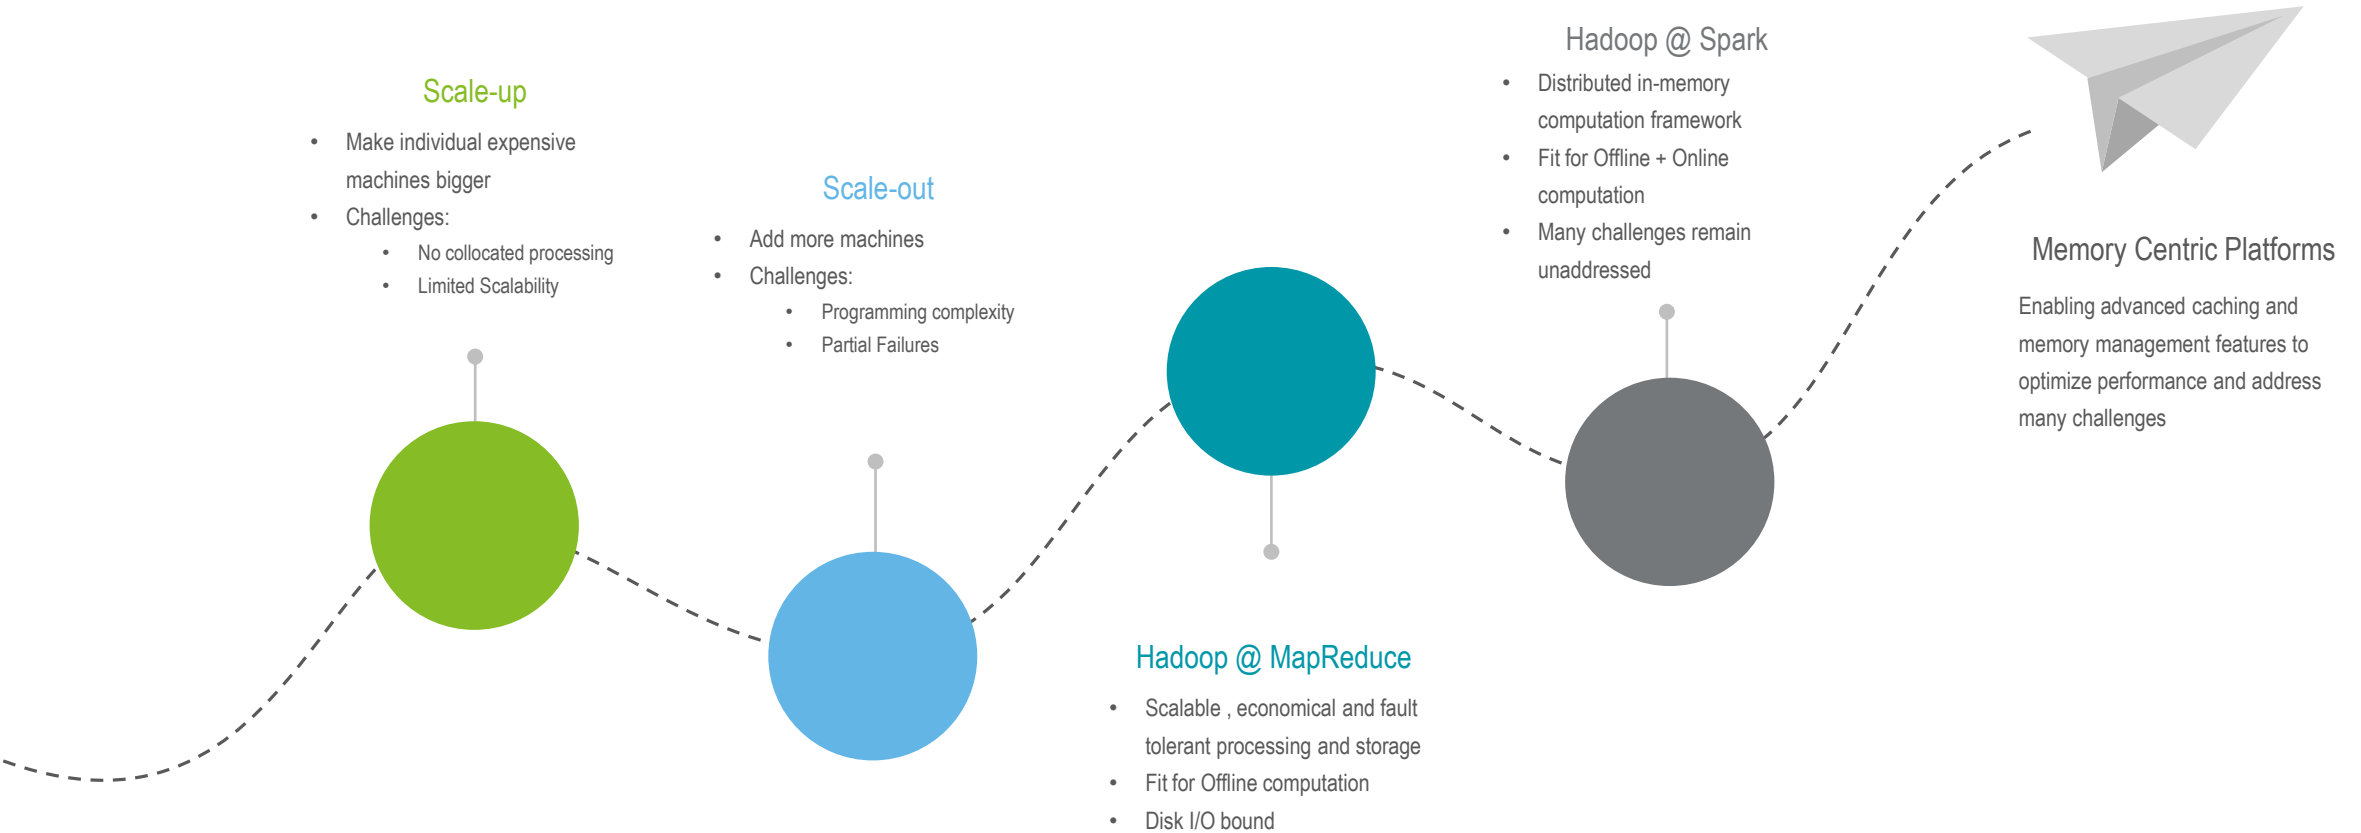 Scale-up
• Make individual expensive
machines bigger
• Challenges:
• No collocated processing
• Limited Scalability
Scale-out
• Add more machines
• Challenges:
• Programming complexity
• Partial Failures
Hadoop @ MapReduce
• Scalable , economical and fault
tolerant processing and storage
• Fit for Offline computation
• Disk I/O bound
Hadoop @ Spark
• Distributed in-memory
computation framework
• Fit for Offline + Online
computation
• Many challenges remain
unaddressed
Memory Centric Platforms
Enabling advanced caching and
memory management features to
optimize performance and address
many challenges